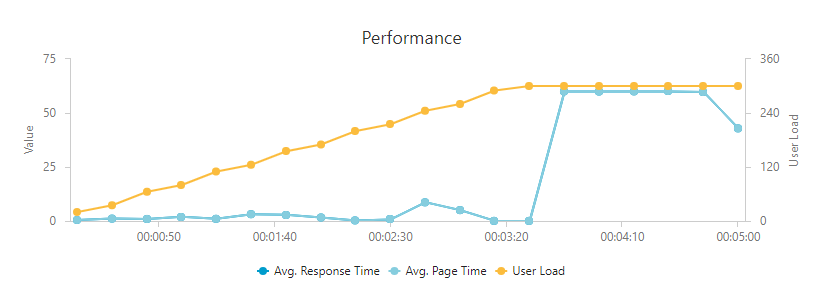 Performance
75
50
25
0
Value
360
240
120
0
User Load
00:00:50 00:01:40 00:02:30 00:03:20 00:04:10 00:05:00
Avg. Response Time Avg. Page Time User Load